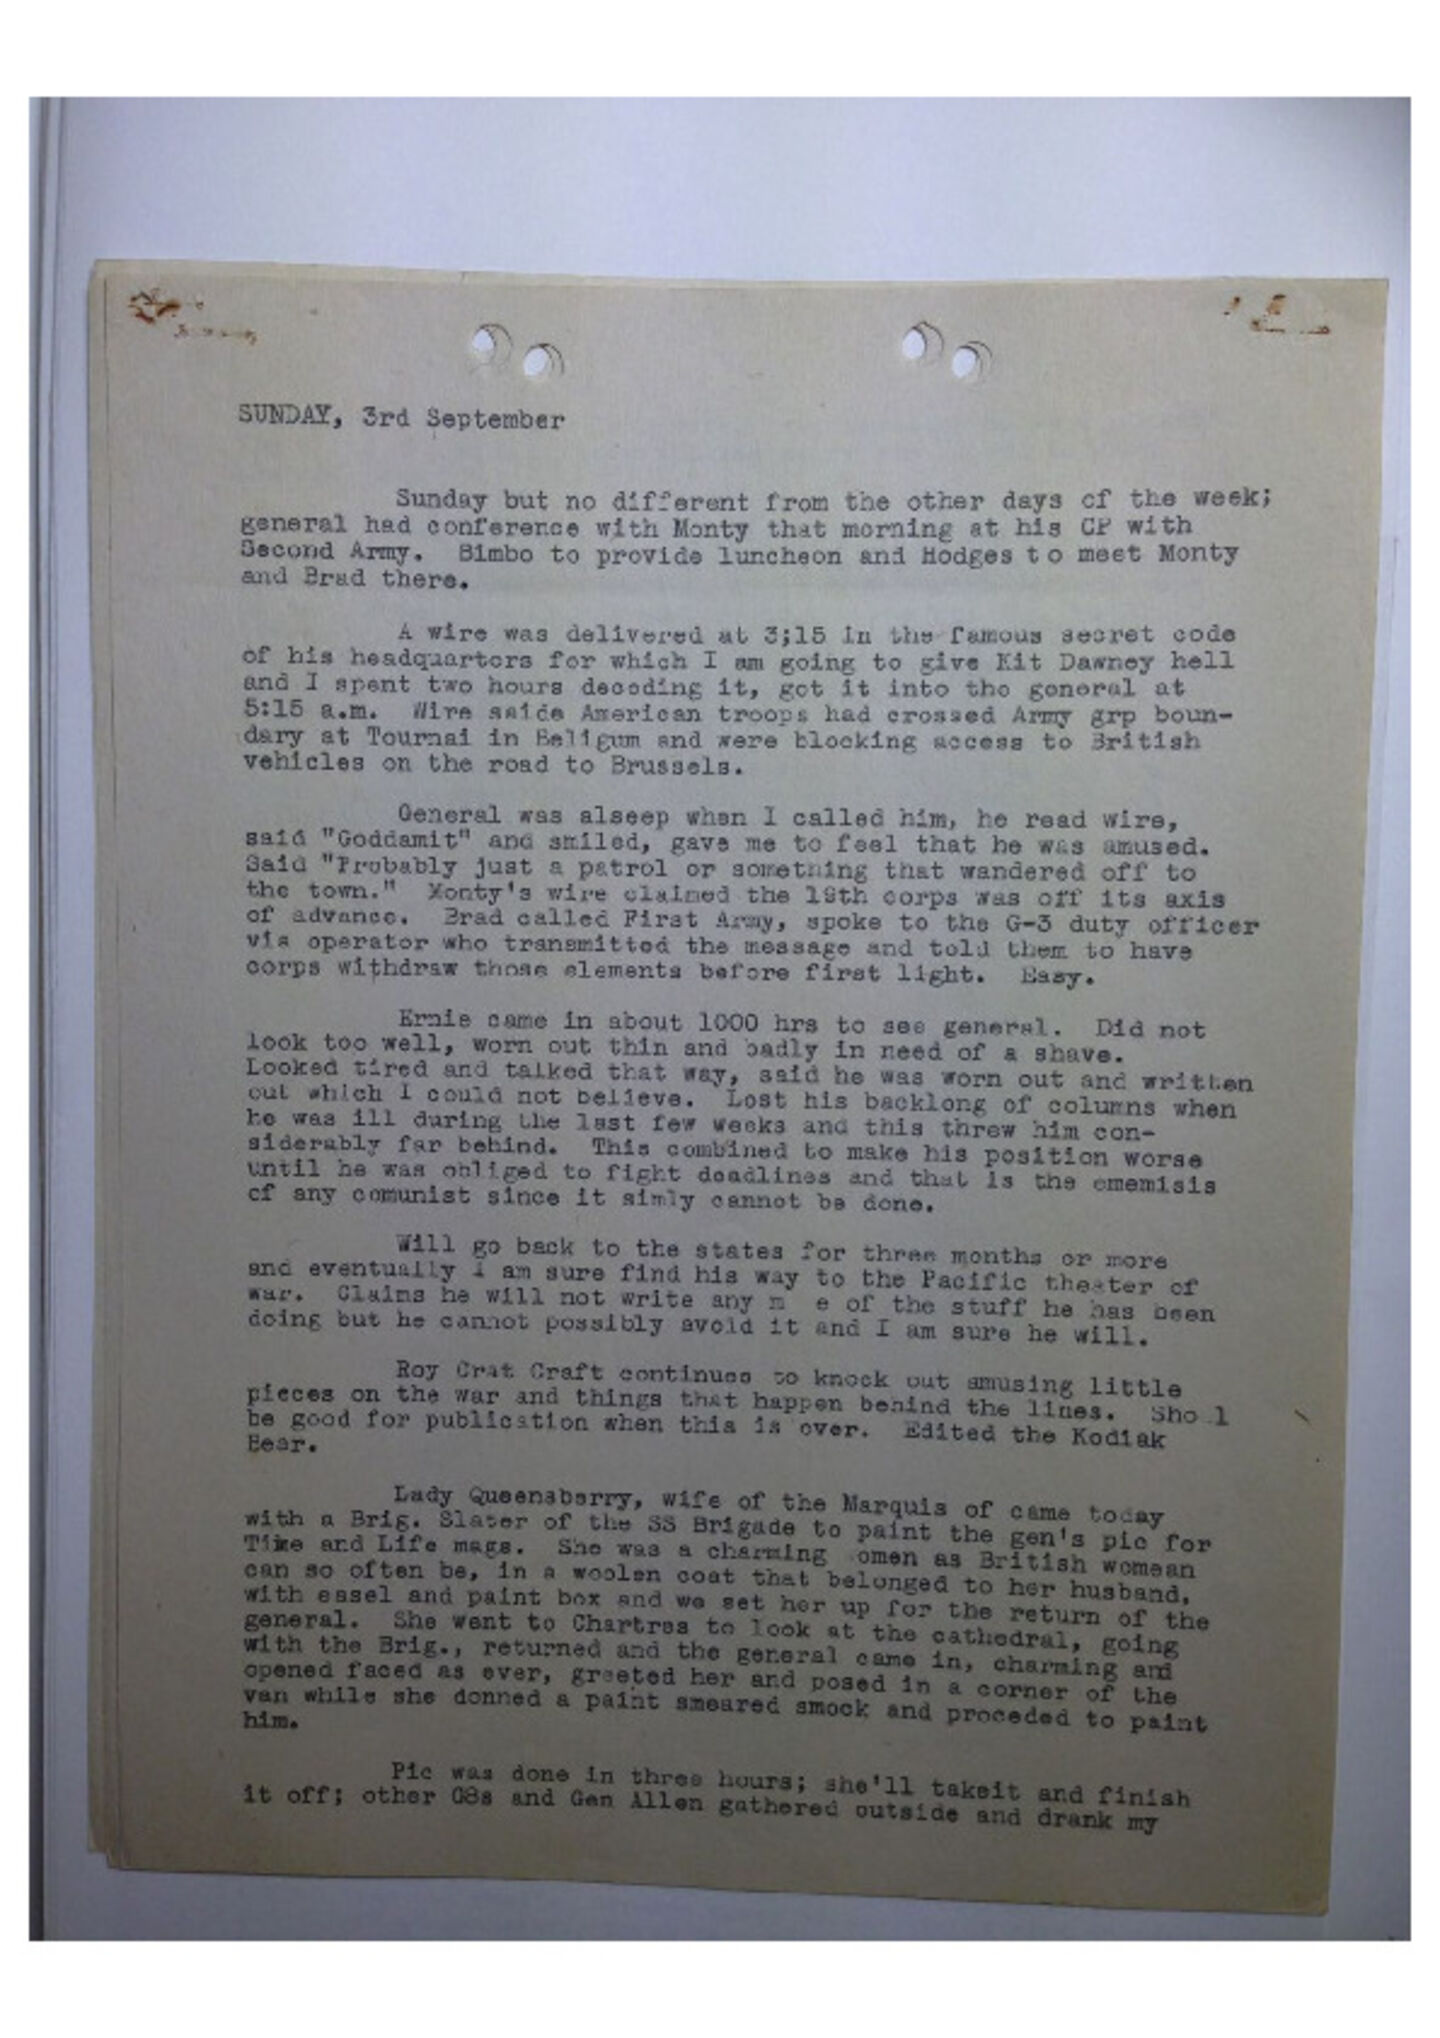 SUNDAY, 3rd September
Sunday but no different from the other days of the week;
general had conference with Monty that morning at his CP with
Second Army. Bimbo to provide luncheon and Hodges to meet Monty
and Brad there.
A wire was delivered at 3;15 in the famous secret code
of his headquarters for which I am going to give Kit Dawney hell
and I spent two hours decoding it, got it into the general at
5:15 a.m. Wire saide American troops had crossed Army grp boun-
dary at Tournai in Beligum and were blocking access to British
vehicles on the road to Brussels.
General was alseep when I called him, he read wire,
said "Goddamit" and smiled, gave me to feel that he was amused.
Said "Probably just a patrol or something that wandered off to
the town." Monty's wire claimed the 19th corps was off its axis
of advance. Brad called First Army, spoke to the G-3 duty officer
via operator who transmitted the message and told them to have
corps withdraw those elements before first light. Easy.
Ernie came in about 1000 hrs to see general. Did not
look too well, worn out thin and badly in need of a shave.
Looked tired and talked that way, said he was worn out and written
out which I could not believe. Lost his backlong of columns when
he was ill during the last few weeks and this threw him con-
siderably far behind. This combined to make his position worse
until he was obliged to fight deadlines and that is the ememisis
of any comunist since it simly cannot be done.
Will go back to the states for three months or more
and eventually I am sure find his way to the Pacific theater of
war. Claims he will not write any m e of the stuff he has been
doing but he cannot possibly avoid it and I am sure he will.
Roy Crat Craft continues to knock out amusing little
pieces on the war and things that happen behind the lines. Sho l
be good for publication when this is over. Edited the Kodiak
Bear.
Lady Queensberry, wife of the Marquis of came today
with a Brig. Slater of the SS Brigade to paint the gen's pic for
Time and Life mags. She was a charming omen as British womean
can so often be, in a woolen coat that belonged to her husband,
with easel and paint box and we set her up for the return of the
general. She went to Chartres to look at the cathedral, going
with the Brig., returned and the general came in, charming and
opened faced as ever, greeted her and posed in a corner of the
van while she donned a paint smeared smock and proceded to paint
him.
Pic was done in three hours; she'll takeit and finish
it off; other G8s and Gen Allen gathered outside and drank my